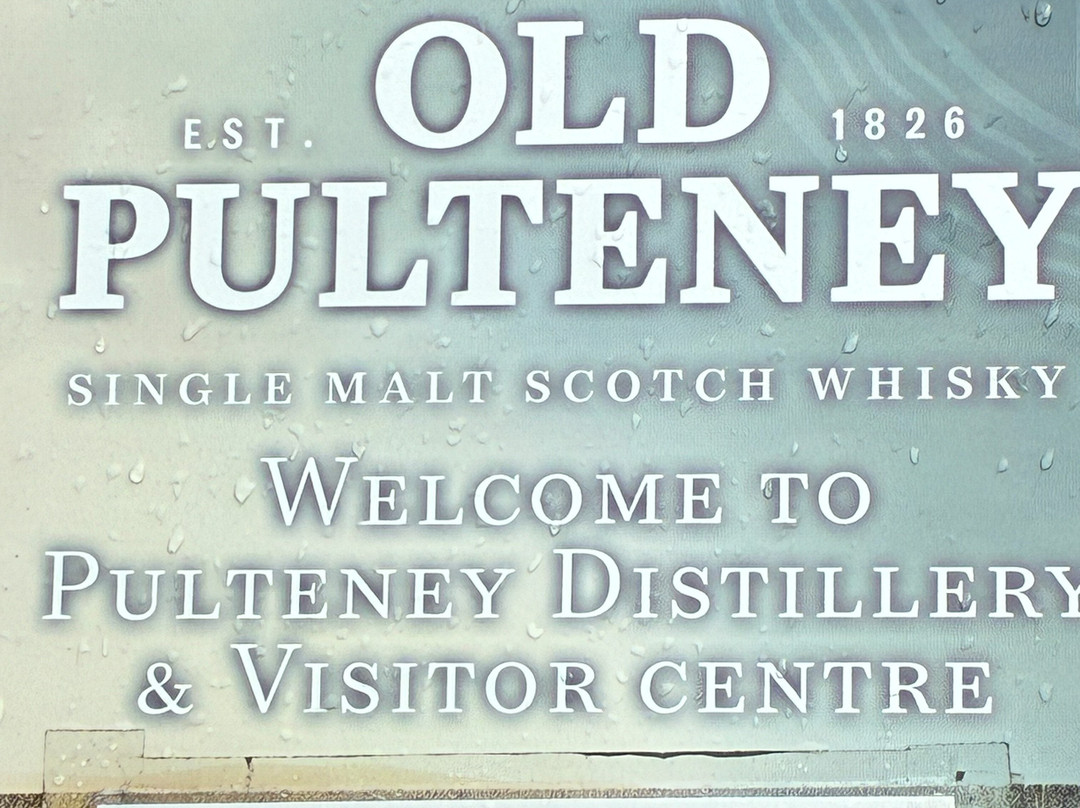 OLD
EST. 1826
PULTENEY
SINGLE MALT SCOTCH WHISKY
WELCOME TO
PULTENEY DISTILLERY
& VISITOR CENTRE